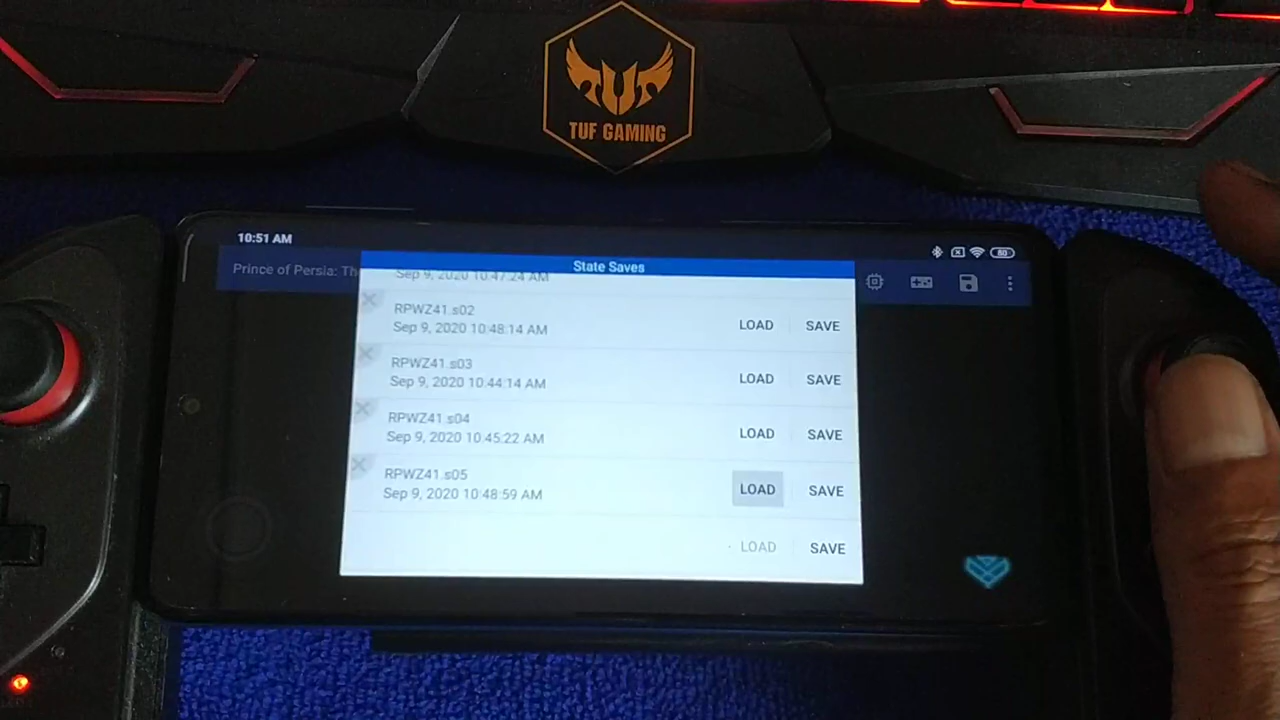 TUF GAMING
10:51 AM
80
Prince of Persia: Th
State Saves
Sep 9, 2020 10:47:24 AM
RPWZ41.s02
Sep 9, 2020 10:48:14 AM
LOAD SAVE
RPWZ41.s03
Sep 9, 2020 10:44:14 AM
LOAD SAVE
RPWZ41.s04
Sep 9, 2020 10:45:22 AM
LOAD SAVE
RPWZ41.s05
Sep 9, 2020 10:48:59 AM
LOAD SAVE
LOAD SAVE